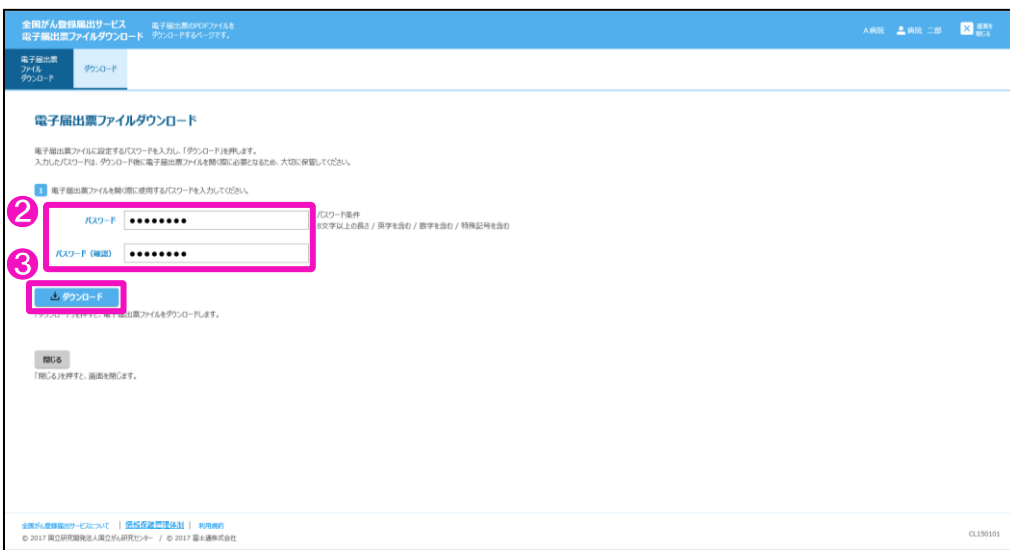 全国がん登録届出サービス
電子届出票ファイルダウンロード
電子届出票のPDFファイルを
ダウンロードするページです。
A病院 病院 二郎 画面を
閉じる
電子届出票
ファイル
ダウンロード
ダウンロード
電子届出票ファイルダウンロード
電子届出票ファイルに設定するパスワードを入力し、「ダウンロード」を押します。
入力したパスワードは、ダウンロード後に電子届出票ファイルを開く際に必要となるため、大切に保管してください。
1 電子届出票ファイルを開く際に使用するパスワードを入力してください。
2
パスワード ●●●●●●●●
パスワード条件
8文字以上の長さ / 英字を含む / 数字を含む / 特殊記号を含む
パスワード（確認） ●●●●●●●●
3
ダウンロード
「ダウンロード」を押すと、電子届出票ファイルをダウンロードします。
閉じる
「閉じる」を押すと、画面を閉じます。
全国がん登録届出サービスについて | 情報保護管理体制 | 利用規約
© 2017 国立研究開発法人国立がん研究センター / © 2017 富士通株式会社
CL150101